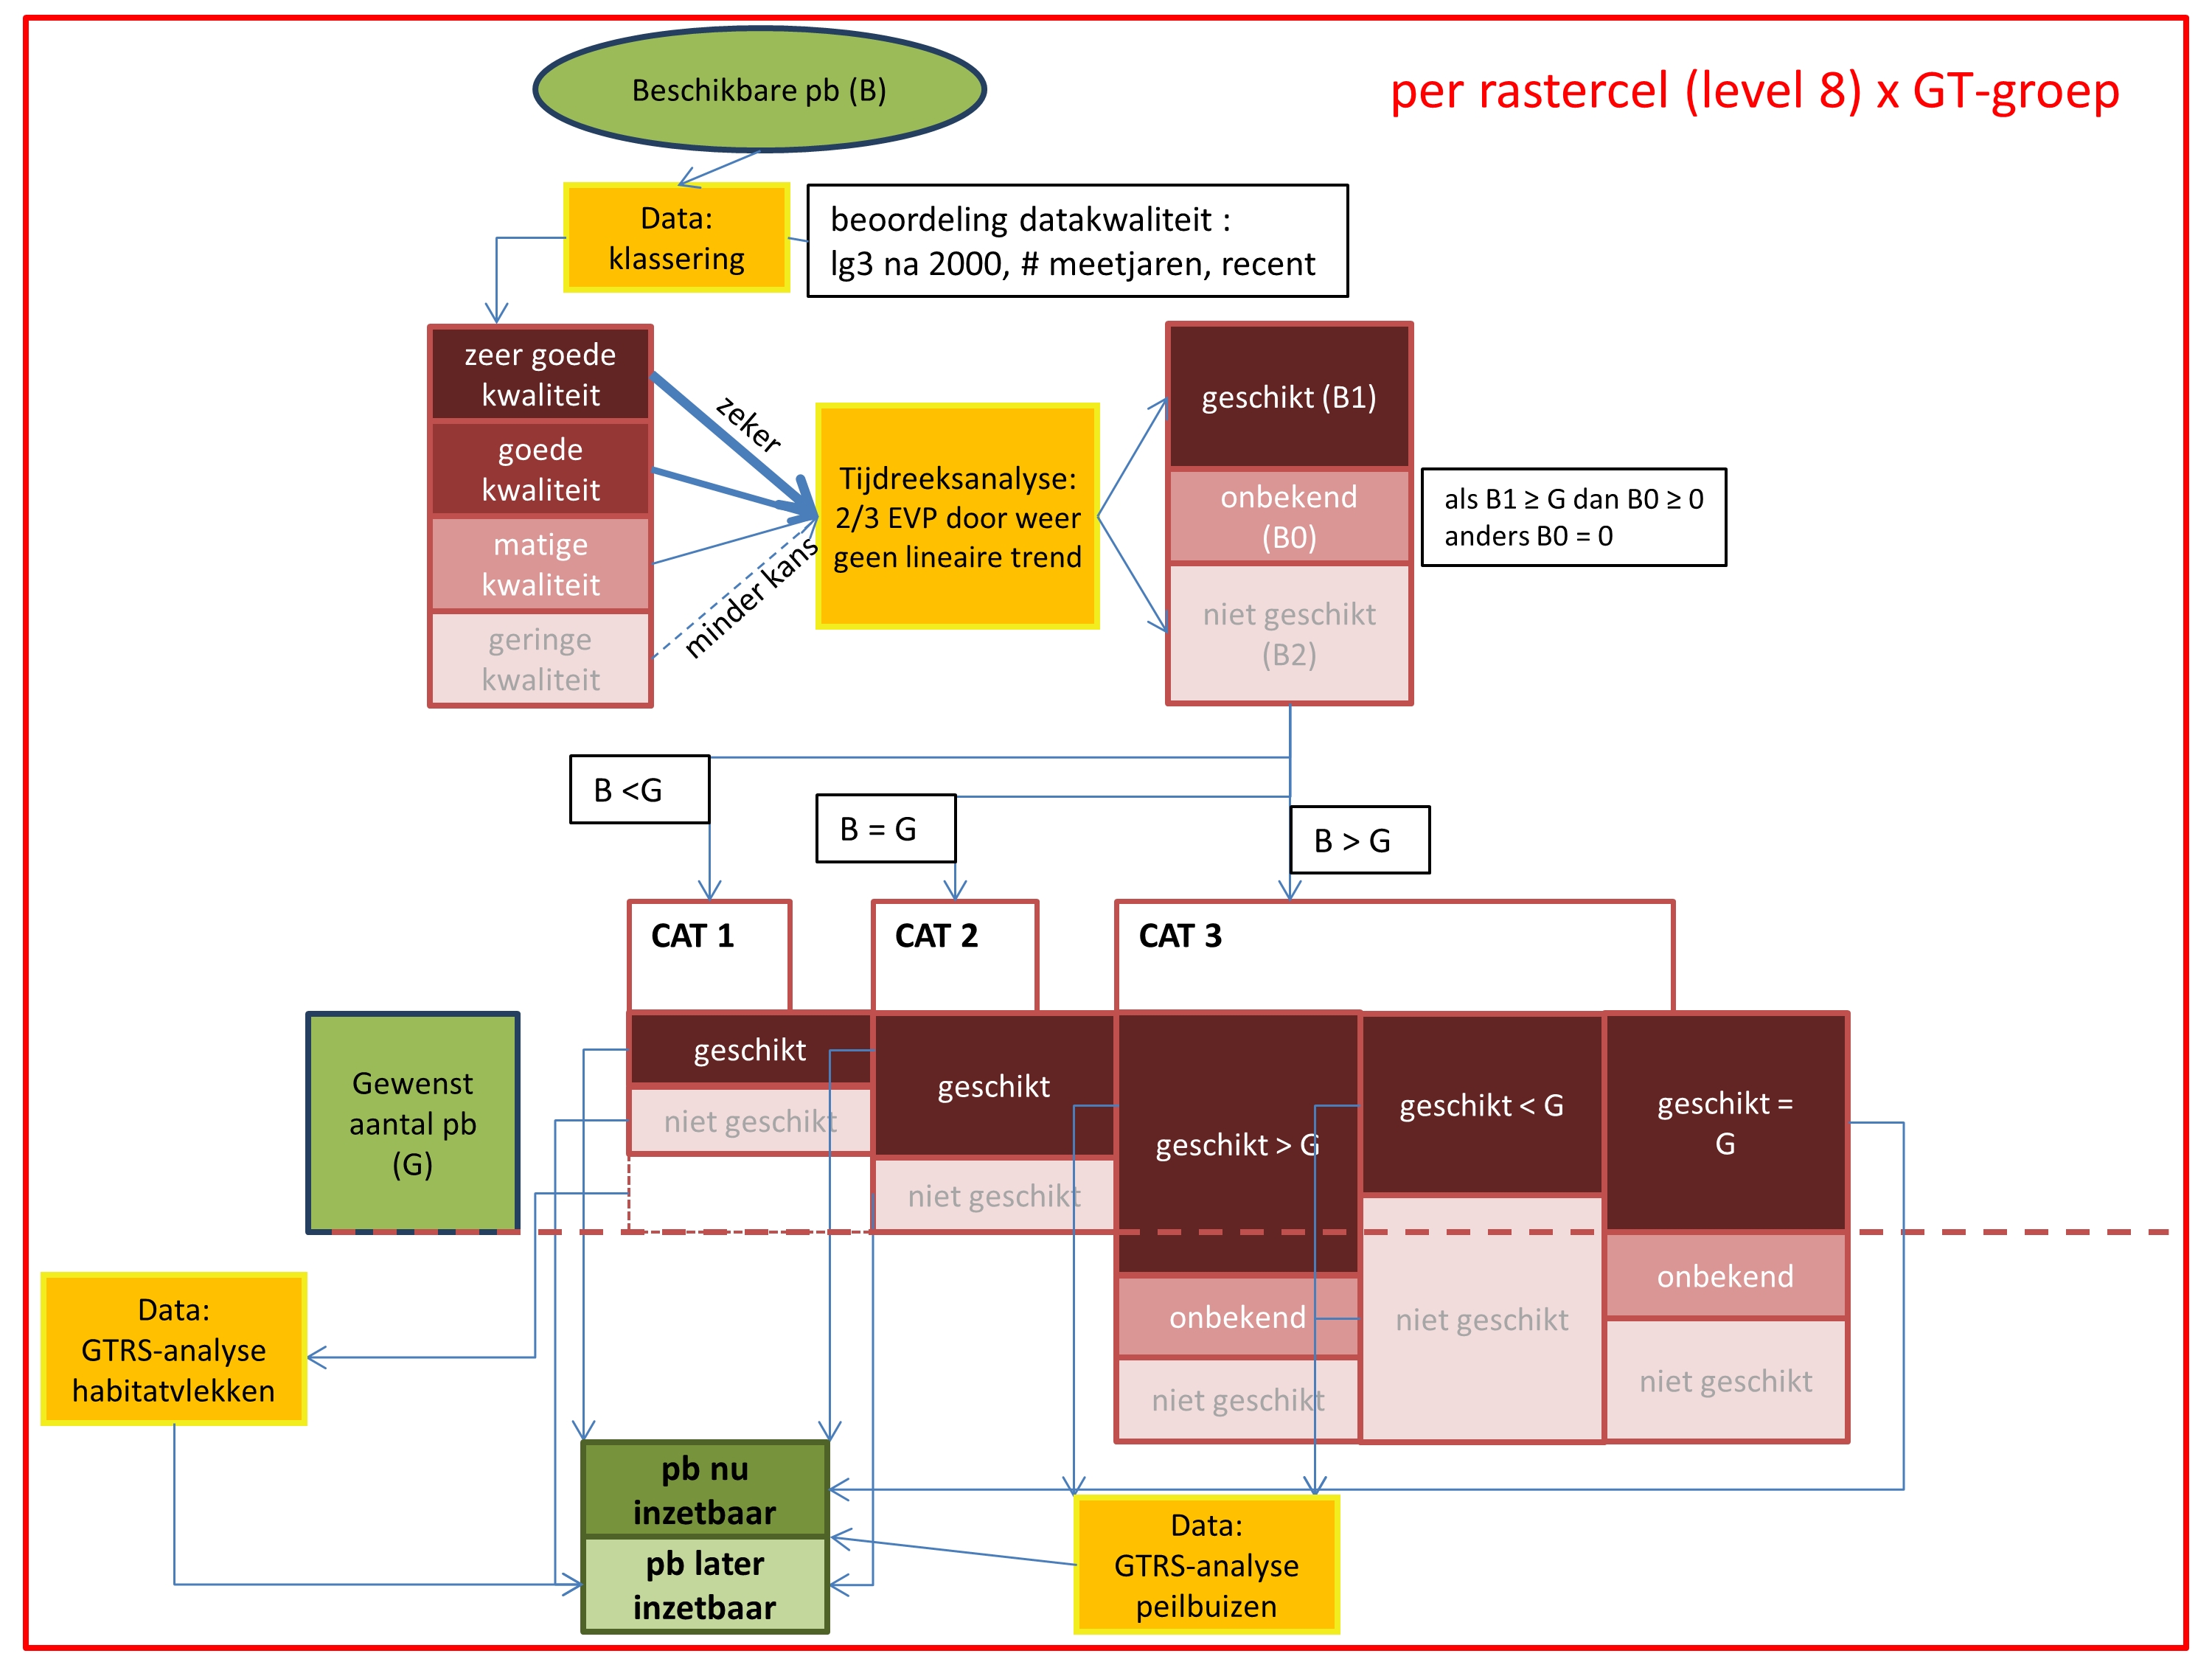 Beschikbare pb (B)
per rastercel (level 8) x GT-groep
Data:
klassering
beoordeling datakwaliteit :
lg3 na 2000, # meetjaren, recent
zeer goede
kwaliteit
goede
kwaliteit
matige
kwaliteit
geringe
kwaliteit
zeker
minder kans
Tijdreeksanalyse:
2/3 EVP door weer
geen lineaire trend
geschikt (B1)
onbekend
(B0)
niet geschikt
(B2)
als B1 ≥ G dan B0 ≥ 0
anders B0 = 0
B <G
B = G
B > G
CAT 1
CAT 2
CAT 3
Gewenst
aantal pb
(G)
geschikt
niet geschikt
geschikt
niet geschikt
geschikt > G
onbekend
niet geschikt
geschikt < G
niet geschikt
geschikt =
G
onbekend
niet geschikt
Data:
GTRS-analyse
habitatvlekken
pb nu
inzetbaar
pb later
inzetbaar
Data:
GTRS-analyse
peilbuizen